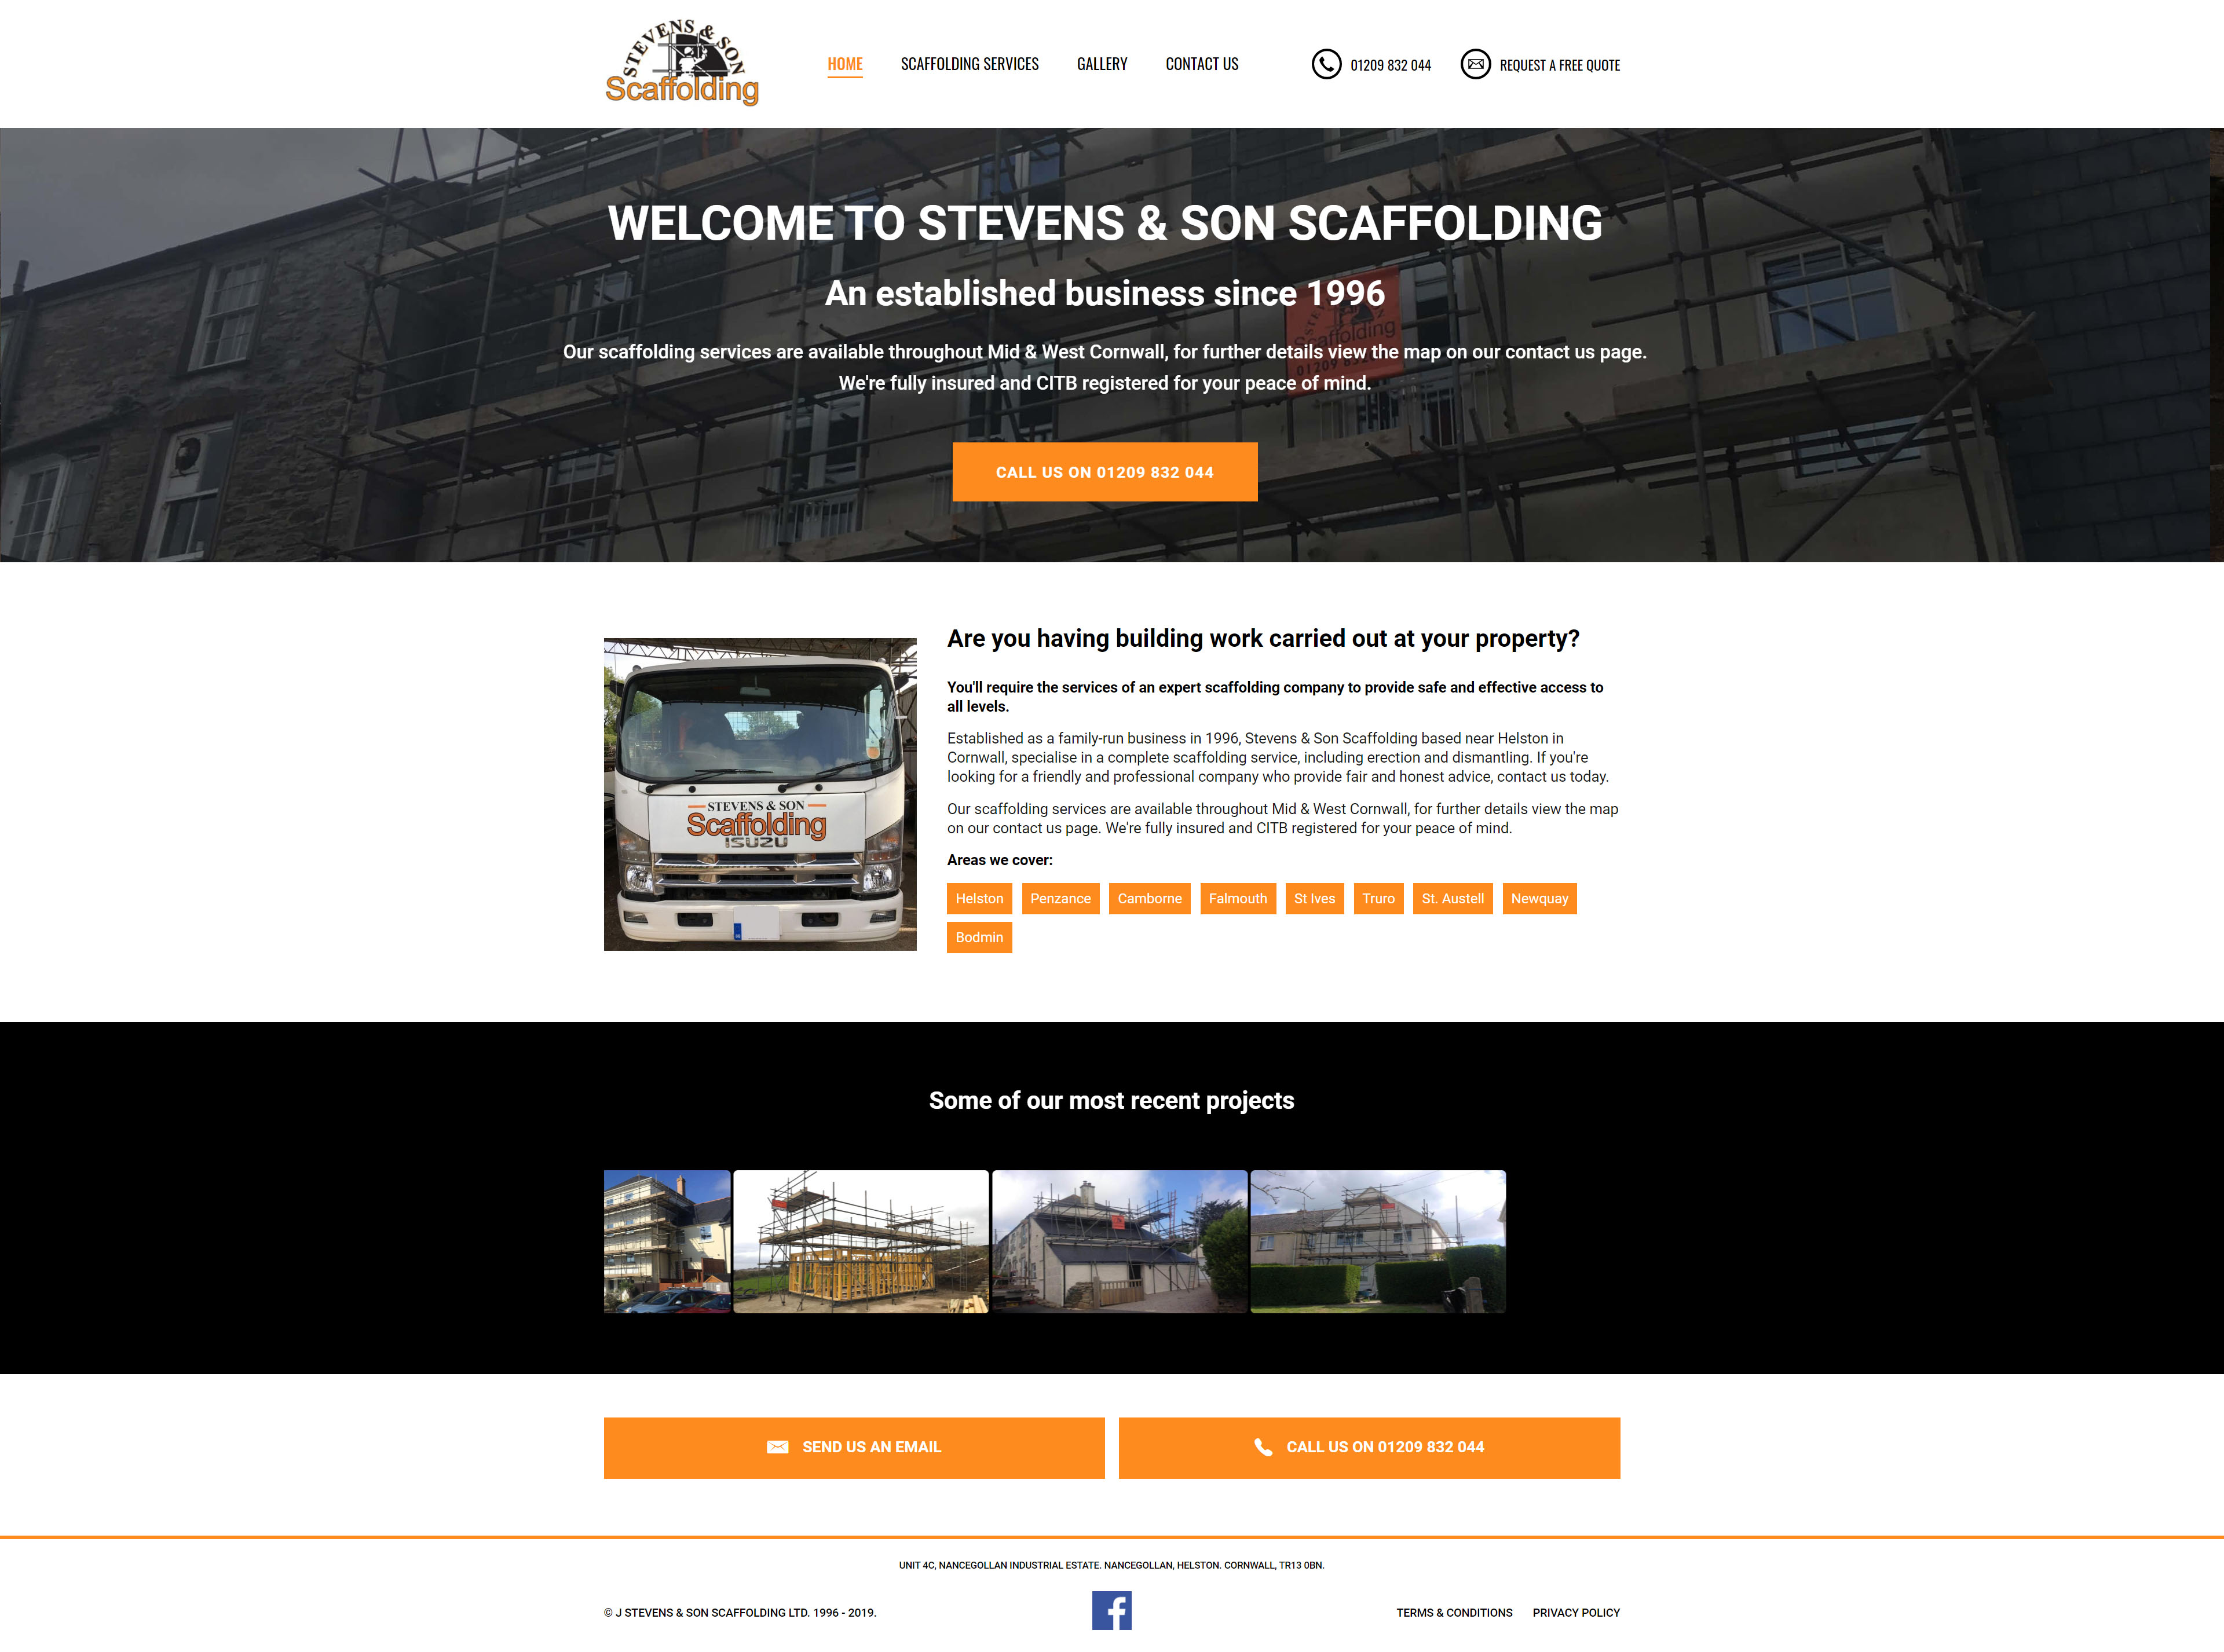 STEVENS & SON
Scaffolding
HOME
SCAFFOLDING SERVICES
GALLERY
CONTACT US
01209 832 044
REQUEST A FREE QUOTE
WELCOME TO STEVENS & SON SCAFFOLDING
An established business since 1996
Our scaffolding services are available throughout Mid & West Cornwall, for further details view the map on our contact us page.
We're fully insured and CITB registered for your peace of mind.
Scaffolding
CALL US ON 01209 832 044
STEVENS & SON
Scaffolding
ISUZU
Are you having building work carried out at your property?
You'll require the services of an expert scaffolding company to provide safe and effective access to
all levels.
Established as a family-run business in 1996, Stevens & Son Scaffolding based near Helston in
Cornwall, specialise in a complete scaffolding service, including erection and dismantling. If you're
looking for a friendly and professional company who provide fair and honest advice, contact us today.
Our scaffolding services are available throughout Mid & West Cornwall, for further details view the map
on our contact us page. We're fully insured and CITB registered for your peace of mind.
Areas we cover:
Helston
Penzance
Camborne
Falmouth
St Ives
Truro
St. Austell
Newquay
Bodmin
Some of our most recent projects
SEND US AN EMAIL
CALL US ON 01209 832 044
UNIT 4C, NANCEGOLLAN INDUSTRIAL ESTATE. NANCEGOLLAN, HELSTON. CORNWALL, TR13 0BN.
© J STEVENS & SON SCAFFOLDING LTD. 1996 - 2019.
TERMS & CONDITIONS
PRIVACY POLICY